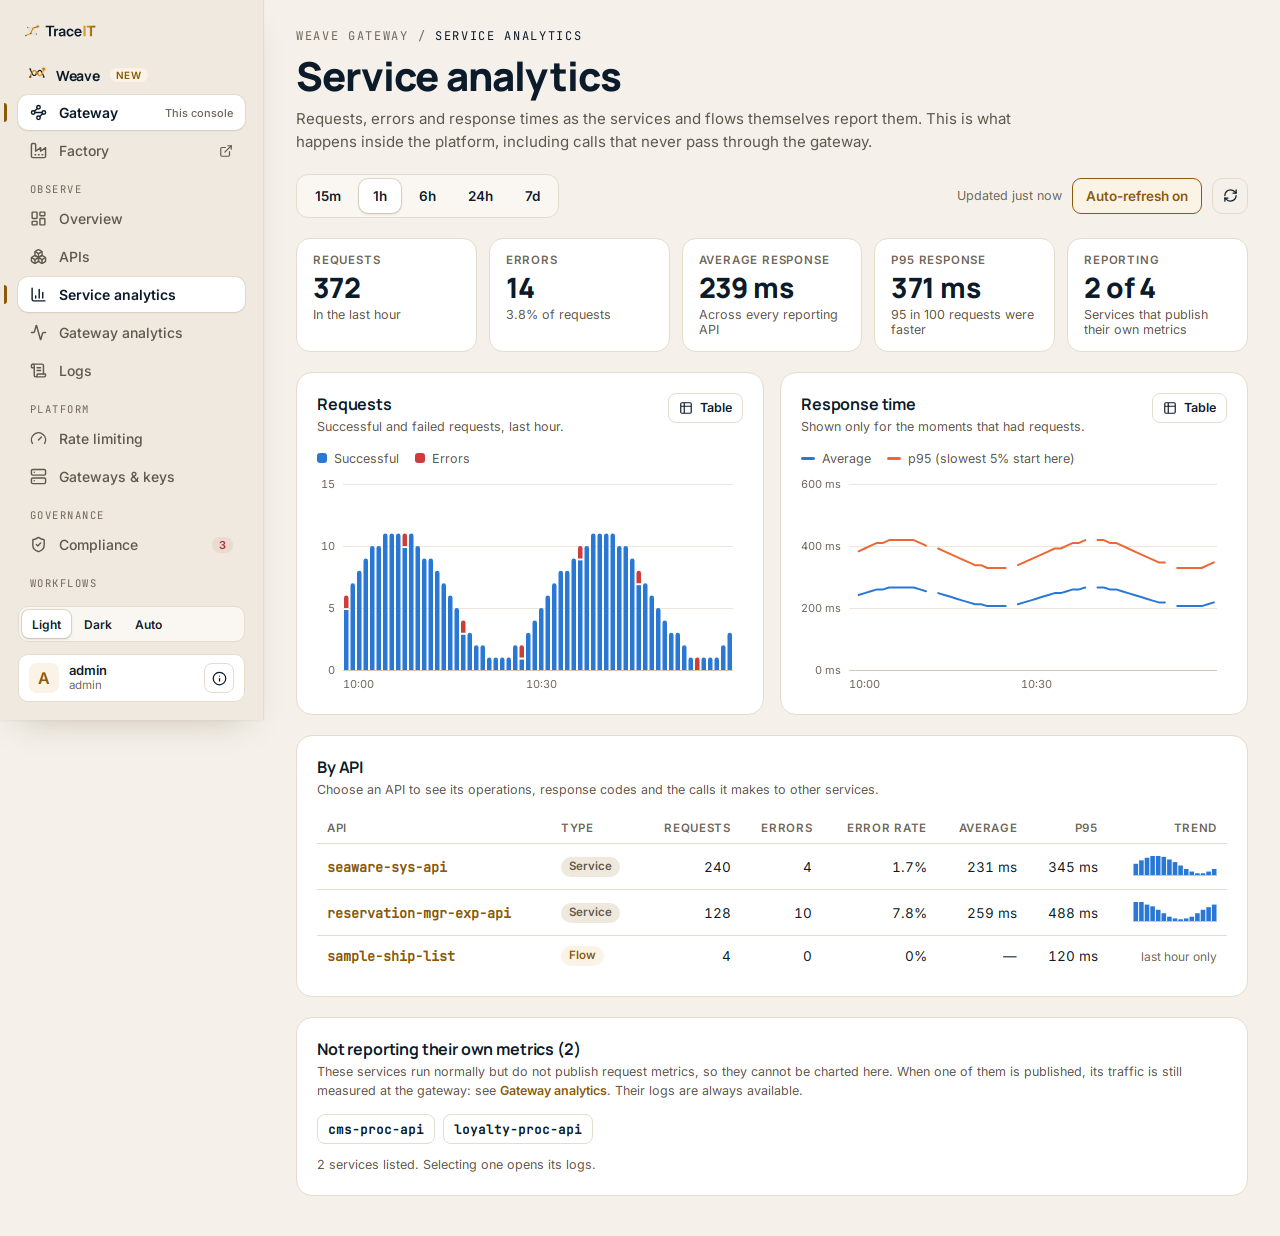 TraceIT
Weave NEW
Gateway This console
Factory
OBSERVE
Overview
APIs
Service analytics
Gateway analytics
Logs
PLATFORM
Rate limiting
Gateways & keys
GOVERNANCE
Compliance 3
WORKFLOWS
Light Dark Auto
A admin
admin
WEAVE GATEWAY / SERVICE ANALYTICS
Service analytics
Requests, errors and response times as the services and flows themselves report them. This is what
happens inside the platform, including calls that never pass through the gateway.
15m 1h 6h 24h 7d
Updated just now Auto-refresh on
REQUESTS
372
In the last hour
ERRORS
14
3.8% of requests
AVERAGE RESPONSE
239 ms
Across every reporting
API
P95 RESPONSE
371 ms
95 in 100 requests were
faster
REPORTING
2 of 4
Services that publish
their own metrics
Requests
Table
Successful and failed requests, last hour.
Successful Errors
15
10
5
0
10:00 10:30
Response time
Table
Shown only for the moments that had requests.
Average p95 (slowest 5% start here)
600 ms
400 ms
200 ms
0 ms
10:00 10:30
By API
Choose an API to see its operations, response codes and the calls it makes to other services.
API TYPE REQUESTS ERRORS ERROR RATE AVERAGE P95 TREND
seaware-sys-api Service 240 4 1.7% 231 ms 345 ms
reservation-mgr-exp-api Service 128 10 7.8% 259 ms 488 ms
sample-ship-list Flow 4 0 0% — 120 ms last hour only
Not reporting their own metrics (2)
These services run normally but do not publish request metrics, so they cannot be charted here. When one of them is published, its traffic is still
measured at the gateway: see Gateway analytics. Their logs are always available.
cms-proc-api loyalty-proc-api
2 services listed. Selecting one opens its logs.